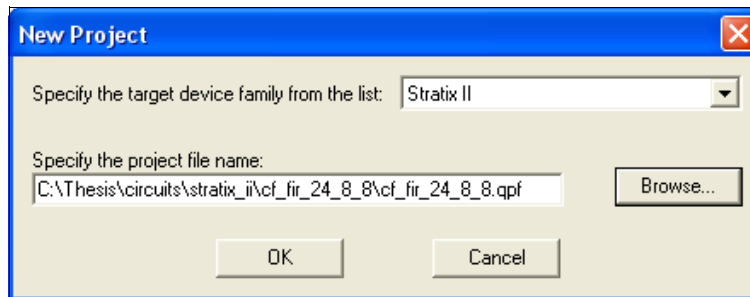 New Project
Specify the target device family from the list: Stratix II
Specify the project file name:
C:\Thesis\circuits\stratix_ii\cf_fir_24_8_8\cf_fir_24_8_8.qpf Browse...
OK Cancel